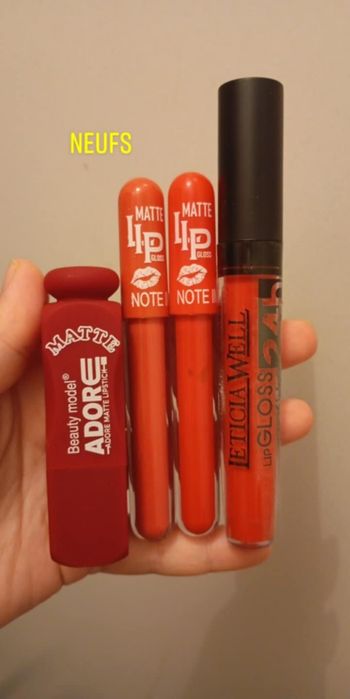 NEUFS
MATTE
Beauty model®
ADORE
ADORE MATTE LIPSTICK
MATTE
LIP
GLOSS
NOTE
MATTE
LIP
GLOSS
NOTE
LETICIA WELL
LIP GLOSS 24h